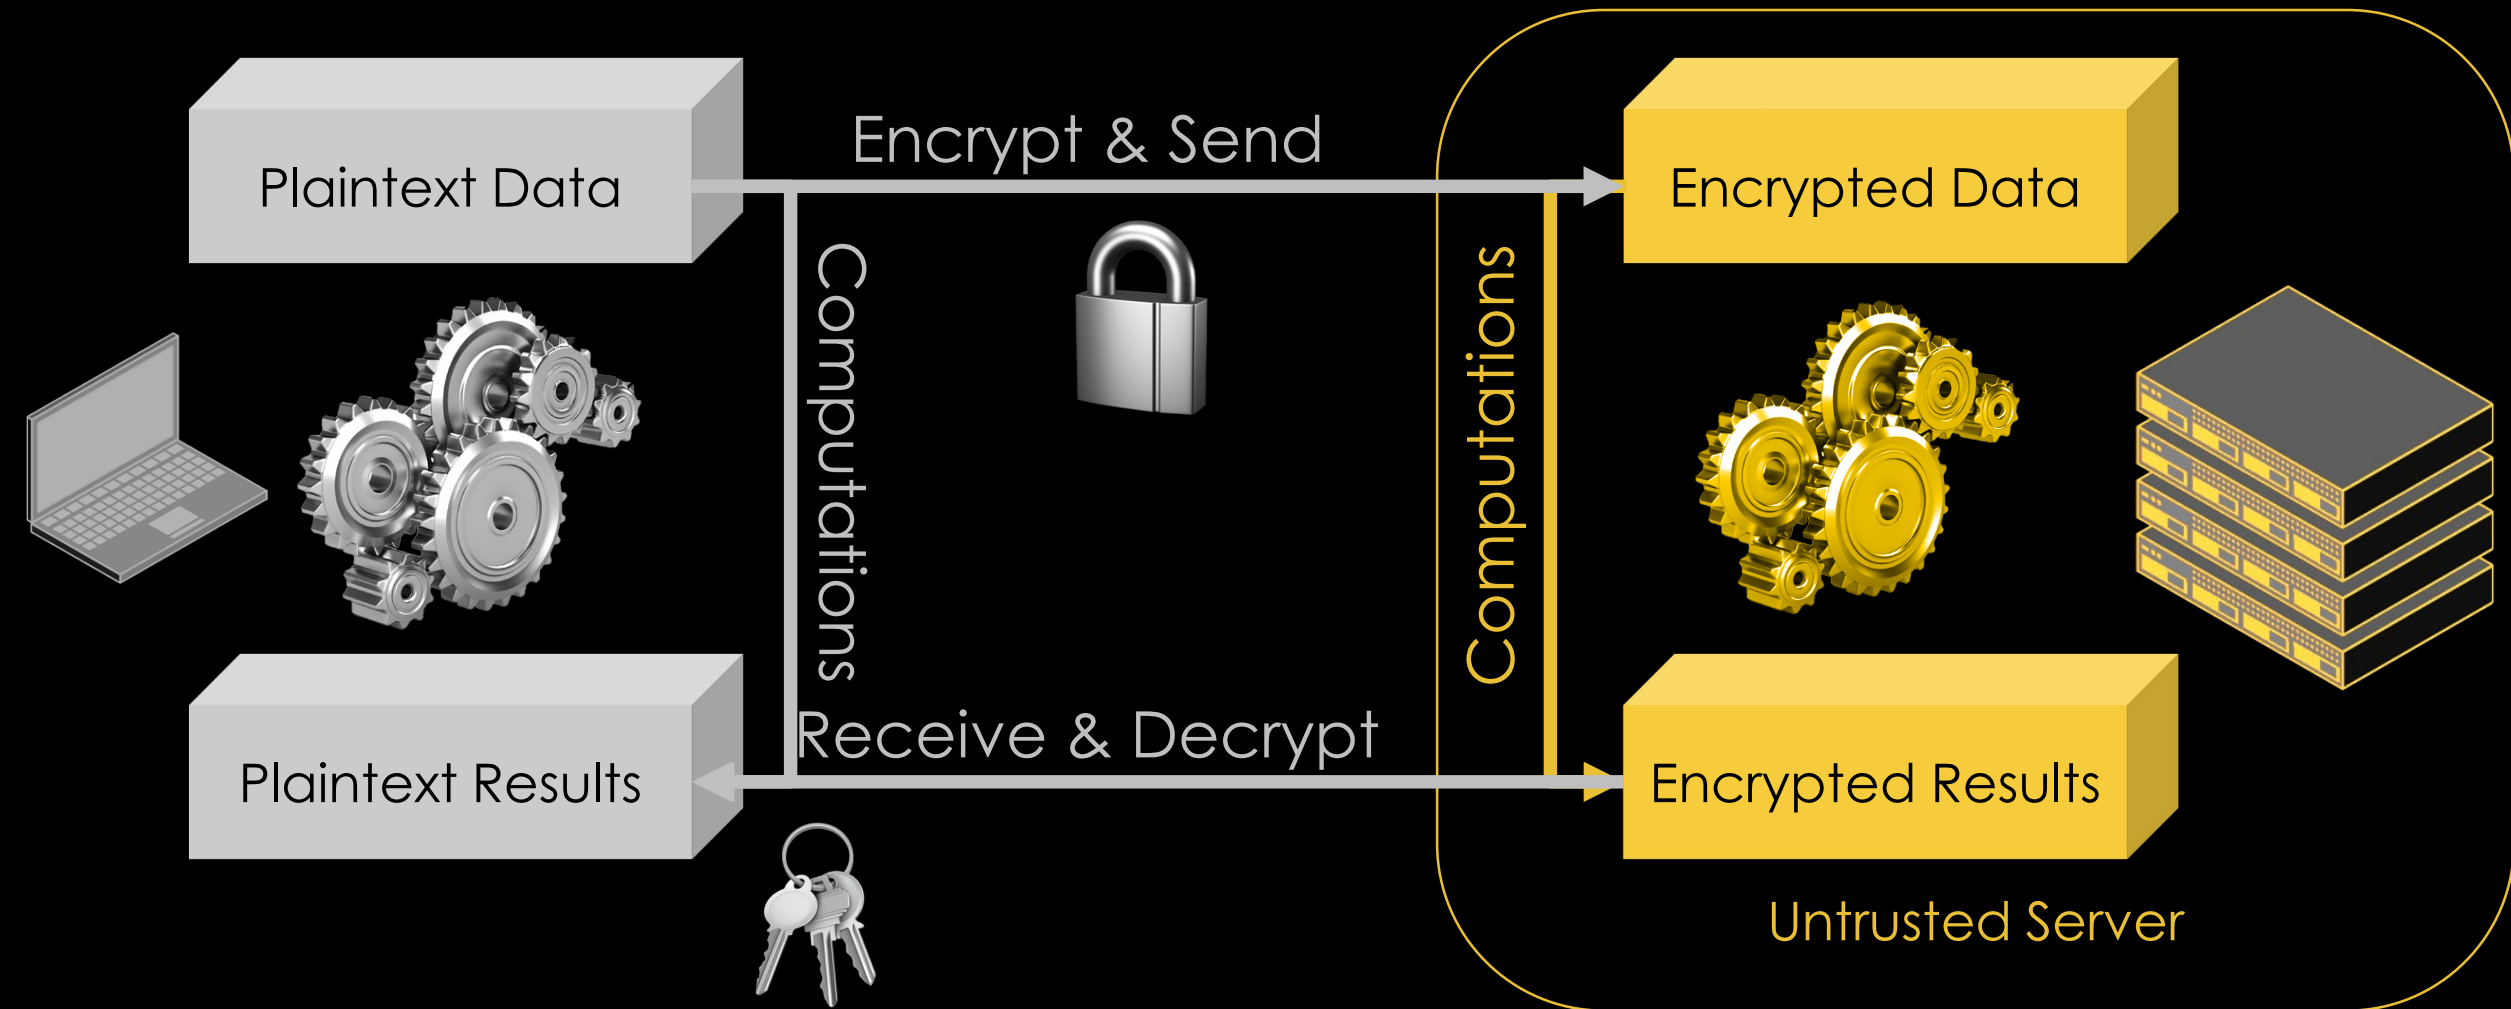 Encrypt & Send
Plaintext Data
Encrypted Data
Computations
Computations
Receive & Decrypt
Plaintext Results
Encrypted Results
Untrusted Server